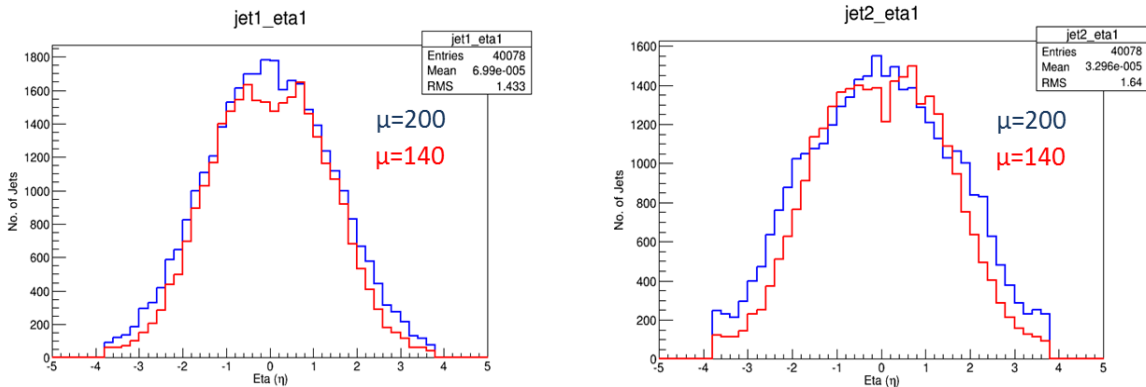 jet1_eta1
jet1_eta1
Entries 40078
Mean 6.99e-005
RMS 1.433
μ=200
μ=140
No. of Jets
1800
1600
1400
1200
1000
800
600
400
200
0
-5 -4 -3 -2 -1 0 1 2 3 4 5
Eta (η)
jet2_eta1
jet2_eta1
Entries 40078
Mean 3.296e-005
RMS 1.64
μ=200
μ=140
No. of Jets
1600
1400
1200
1000
800
600
400
200
0
-5 -4 -3 -2 -1 0 1 2 3 4 5
Eta (η)